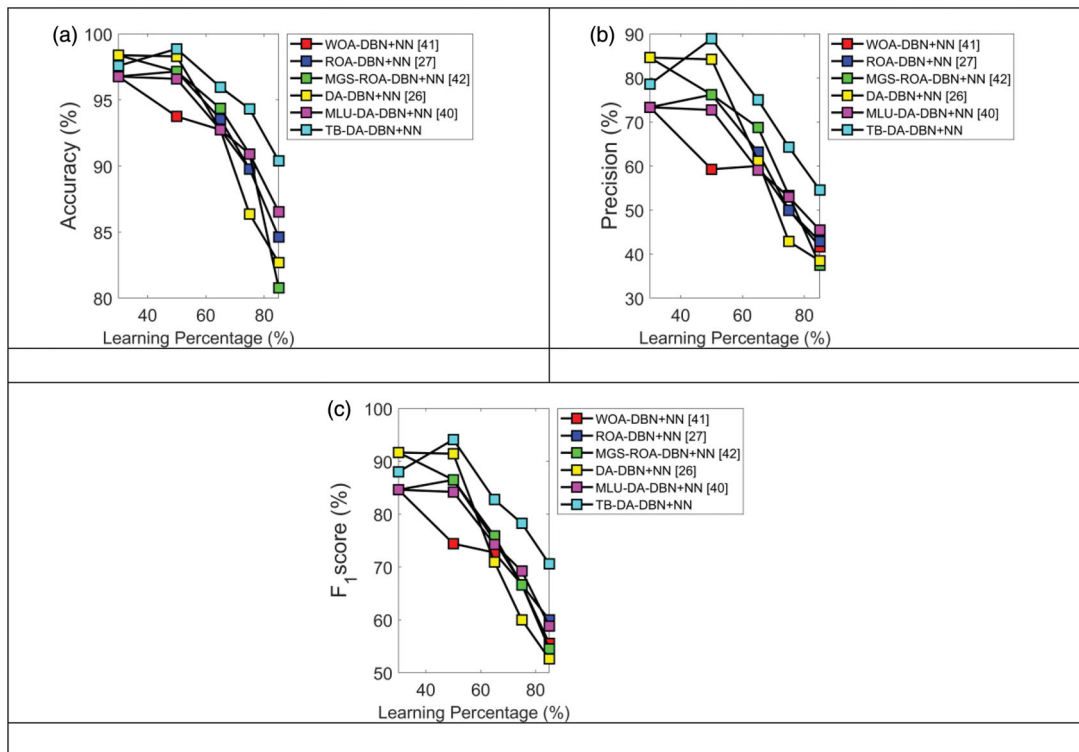 (a)
100
95
90
85
80
Accuracy (%)
40 60 80
Learning Percentage (%)
WOA-DBN+NN [41]
ROA-DBN+NN [27]
MGS-ROA-DBN+NN [42]
DA-DBN+NN [26]
MLU-DA-DBN+NN [40]
TB-DA-DBN+NN
(b)
90
80
70
60
50
40
30
Precision (%)
40 60 80
Learning Percentage (%)
WOA-DBN+NN [41]
ROA-DBN+NN [27]
MGS-ROA-DBN+NN [42]
DA-DBN+NN [26]
MLU-DA-DBN+NN [40]
TB-DA-DBN+NN
(c)
100
90
80
70
60
50
F1 score (%)
40 60 80
Learning Percentage (%)
WOA-DBN+NN [41]
ROA-DBN+NN [27]
MGS-ROA-DBN+NN [42]
DA-DBN+NN [26]
MLU-DA-DBN+NN [40]
TB-DA-DBN+NN